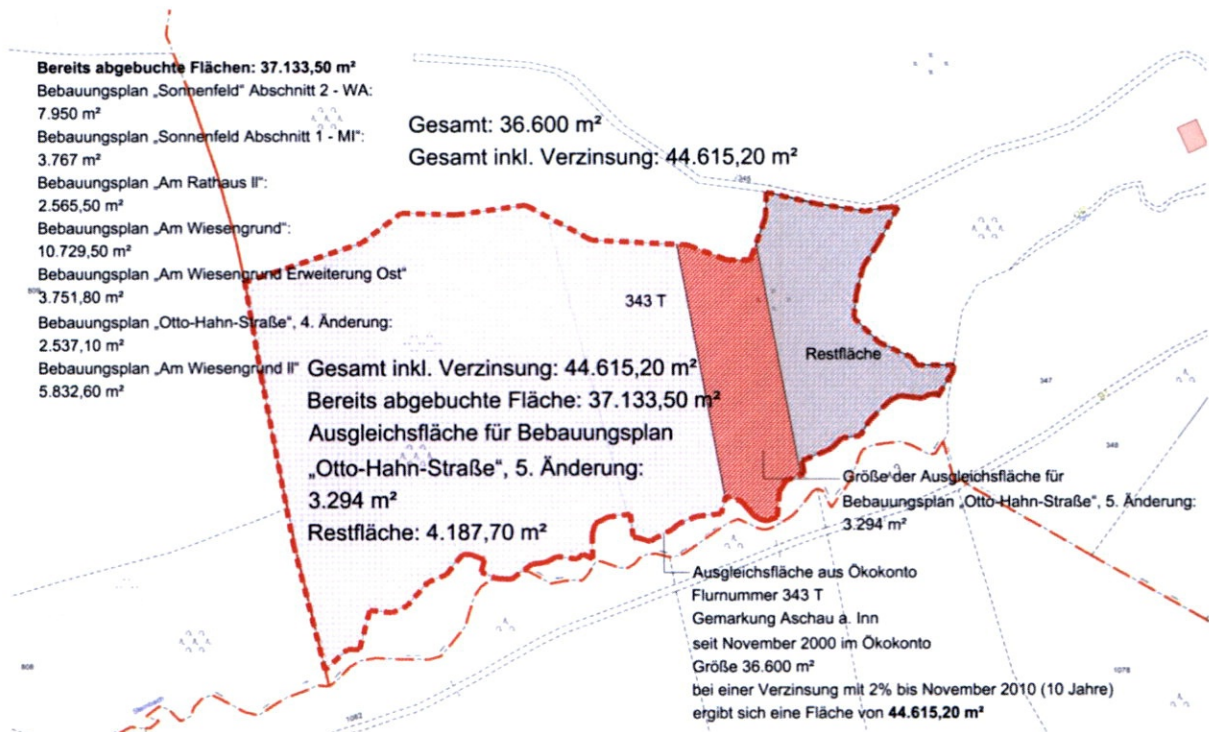 Bereits abgebuchte Flächen: 37.133,50 m²
Bebauungsplan „Sonnenfeld" Abschnitt 2 - WA:
7.950 m²
Bebauungsplan „Sonnenfeld Abschnitt 1 - MI":
3.767 m²
Bebauungsplan „Am Rathaus II":
2.565,50 m²
Bebauungsplan „Am Wiesengrund":
10.729,50 m²
Bebauungsplan „Am Wiesengrund Erweiterung Ost"
3.751,80 m²
Bebauungsplan „Otto-Hahn-Straße", 4. Änderung:
2.537,10 m²
Bebauungsplan „Am Wiesengrund II"
5.832,60 m²
Gesamt: 36.600 m²
Gesamt inkl. Verzinsung: 44.615,20 m²
345
343 T
Restfläche
347
348
Gesamt inkl. Verzinsung: 44.615,20 m²
Bereits abgebuchte Fläche: 37.133,50 m²
Ausgleichsfläche für Bebauungsplan
„Otto-Hahn-Straße", 5. Änderung:
3.294 m²
Restfläche: 4.187,70 m²
Größe der Ausgleichsfläche für
Bebauungsplan „Otto-Hahn-Straße", 5. Änderung:
3.294 m²
Ausgleichsfläche aus Ökokonto
Flurnummer 343 T
Gemarkung Aschau a. Inn
seit November 2000 im Ökokonto
Größe 36.600 m²
bei einer Verzinsung mit 2% bis November 2010 (10 Jahre)
ergibt sich eine Fläche von 44.615,20 m²
808
1082
1078